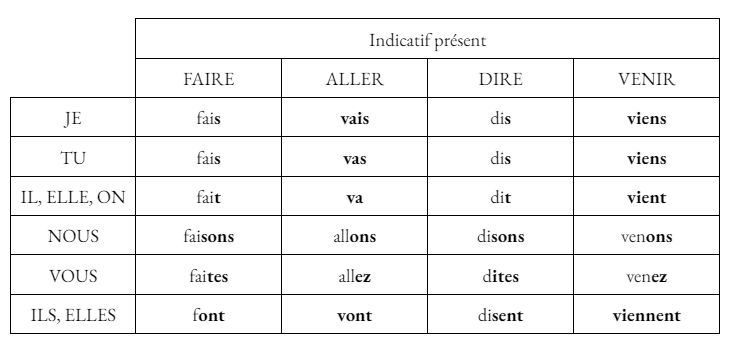 Indicatif présent
FAIRE ALLER DIRE VENIR
JE fais vais dis viens
TU fais vas dis viens
IL, ELLE, ON fait va dit vient
NOUS faisons allons disons venons
VOUS faites allez dites venez
ILS, ELLES font vont disent viennent